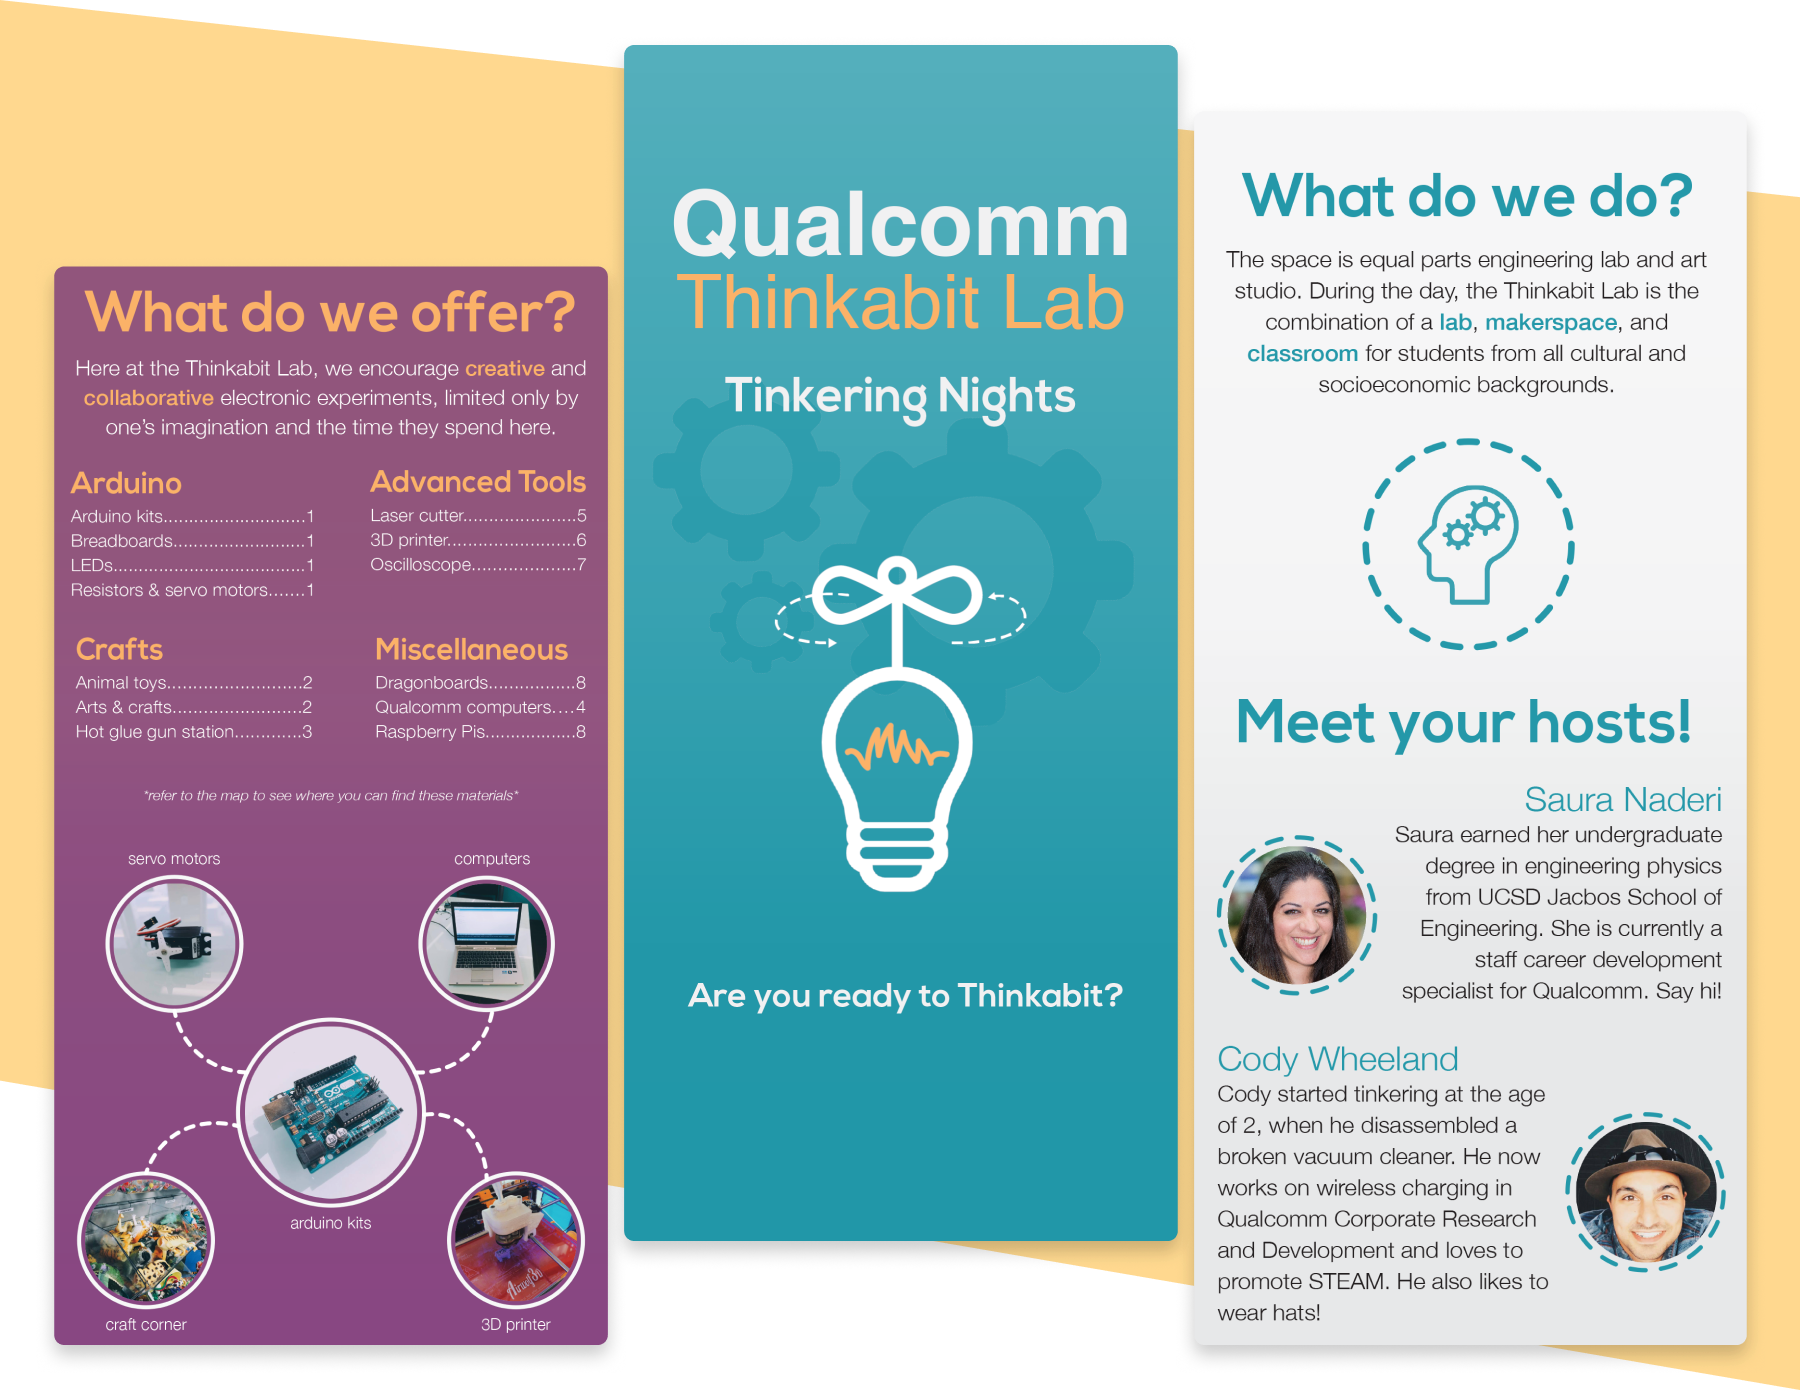 What do we offer?
Here at the Thinkabit Lab, we encourage creative and
collaborative electronic experiments, limited only by
one's imagination and the time they spend here.
Arduino
Arduino kits............................1
Breadboards..........................1
LEDs......................................1
Resistors & servo motors.......1
Advanced Tools
Laser cutter......................5
3D printer.........................6
Oscilloscope....................7
Crafts
Animal toys..........................2
Arts & crafts.........................2
Hot glue gun station.............3
Miscellaneous
Dragonboards.................8
Qualcomm computers....4
Raspberry Pis..................8
*refer to the map to see where you can find these materials*
servo motors
computers
arduino kits
craft corner
3D printer
Qualcomm
Thinkabit Lab
Tinkering Nights
Are you ready to Thinkabit?
What do we do?
The space is equal parts engineering lab and art
studio. During the day, the Thinkabit Lab is the
combination of a lab, makerspace, and
classroom for students from all cultural and
socioeconomic backgrounds.
Meet your hosts!
Saura Naderi
Saura earned her undergraduate
degree in engineering physics
from UCSD Jacbos School of
Engineering. She is currently a
staff career development
specialist for Qualcomm. Say hi!
Cody Wheeland
Cody started tinkering at the age
of 2, when he disassembled a
broken vacuum cleaner. He now
works on wireless charging in
Qualcomm Corporate Research
and Development and loves to
promote STEAM. He also likes to
wear hats!